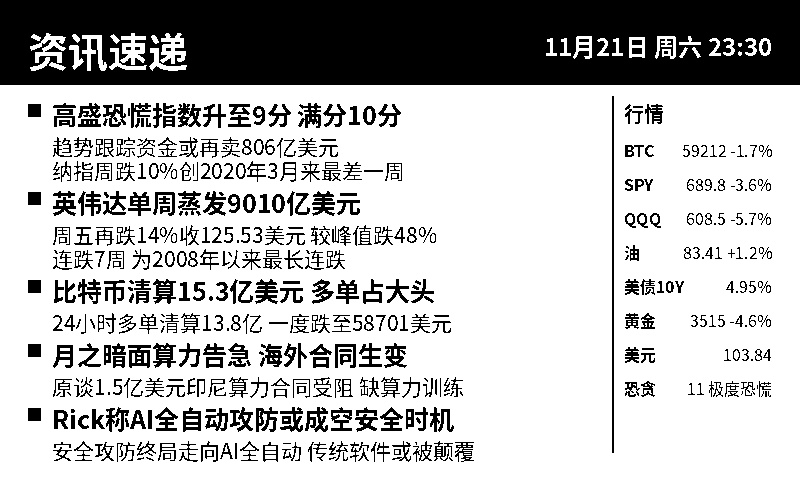 资讯速递
11月21日 周六 23:30
高盛恐慌指数升至9分 满分10分
趋势跟踪资金或再卖806亿美元
纳指周跌10%创2020年3月来最差一周
英伟达单周蒸发9010亿美元
周五再跌14%收125.53美元 较峰值跌48%
连跌7周 为2008年以来最长连跌
比特币清算15.3亿美元 多单占大头
24小时多单清算13.8亿 一度跌至58701美元
月之暗面算力告急 海外合同生变
原谈1.5亿美元印尼算力合同受阻 缺算力训练
Rick称AI全自动攻防或成空安全时机
安全攻防终局走向AI全自动 传统软件或被颠覆
行情
BTC 59212 -1.7%
SPY 689.8 -3.6%
QQQ 608.5 -5.7%
油 83.41 +1.2%
美债10Y 4.95%
黄金 3515 -4.6%
美元 103.84
恐贪 11 极度恐慌